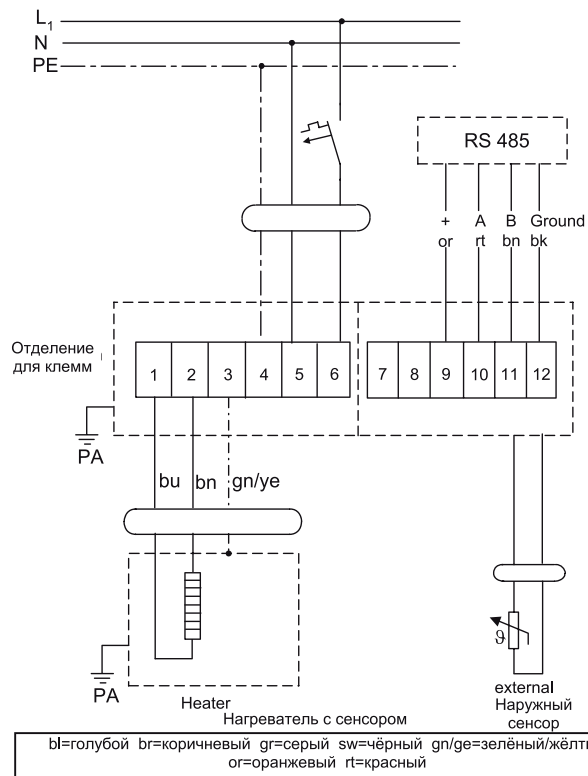 L1
N
PE
RS 485
+ A B Ground
or rt bn bk
Отделение
для клемм
1 2 3 4 5 6 7 8 9 10 11 12
PA
bu bn gn/ye
ϑ
PA
Heater
Нагреватель с сенсором
external
Наружный
сенсор
bl=голубой br=коричневый gr=серый sw=чёрный gn/ge=зелёный/жёлт
or=оранжевый rt=красный